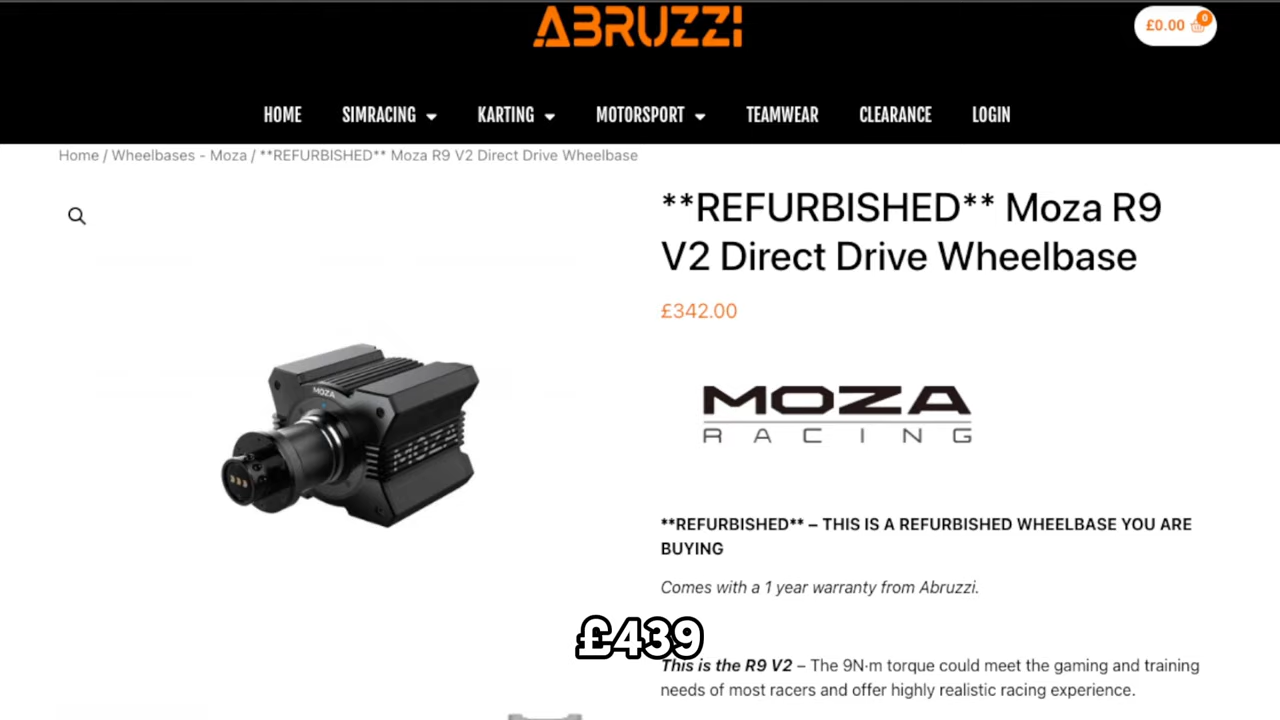 ABRUZZI
£0.00
0
HOME
SIMRACING
KARTING
MOTORSPORT
TEAMWEAR
CLEARANCE
LOGIN
Home / Wheelbases - Moza / **REFURBISHED** Moza R9 V2 Direct Drive Wheelbase
**REFURBISHED** Moza R9
V2 Direct Drive Wheelbase
£342.00
MOZA
MOZA
RACING
**REFURBISHED** – THIS IS A REFURBISHED WHEELBASE YOU ARE
BUYING
Comes with a 1 year warranty from Abruzzi.
£439
This is the R9 V2 – The 9N·m torque could meet the gaming and training
needs of most racers and offer highly realistic racing experience.